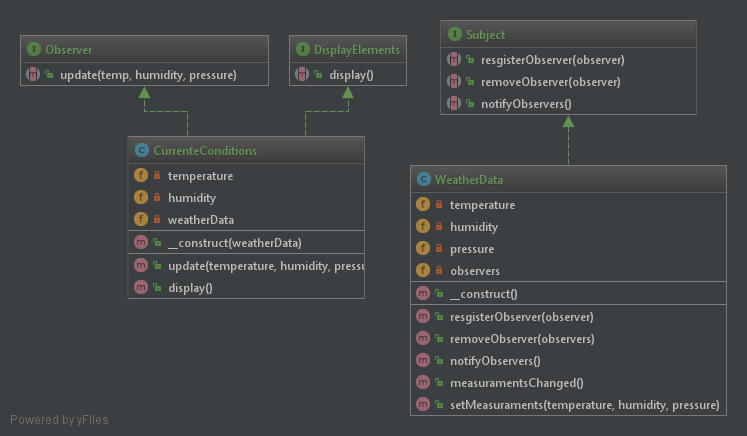 Observer
update(temp, humidity, pressure)
DisplayElements
display()
Subject
resgisterObserver(observer)
removeObserver(observer)
notifyObservers()
CurrenteConditions
temperature
humidity
weatherData
__construct(weatherData)
update(temperature, humidity, pressu
display()
WeatherData
temperature
humidity
pressure
observers
__construct()
resgisterObserver(observer)
removeObserver(observers)
notifyObservers()
measuramentsChanged()
setMeasuraments(temperature, humidity, pressure)
Powered by yFiles